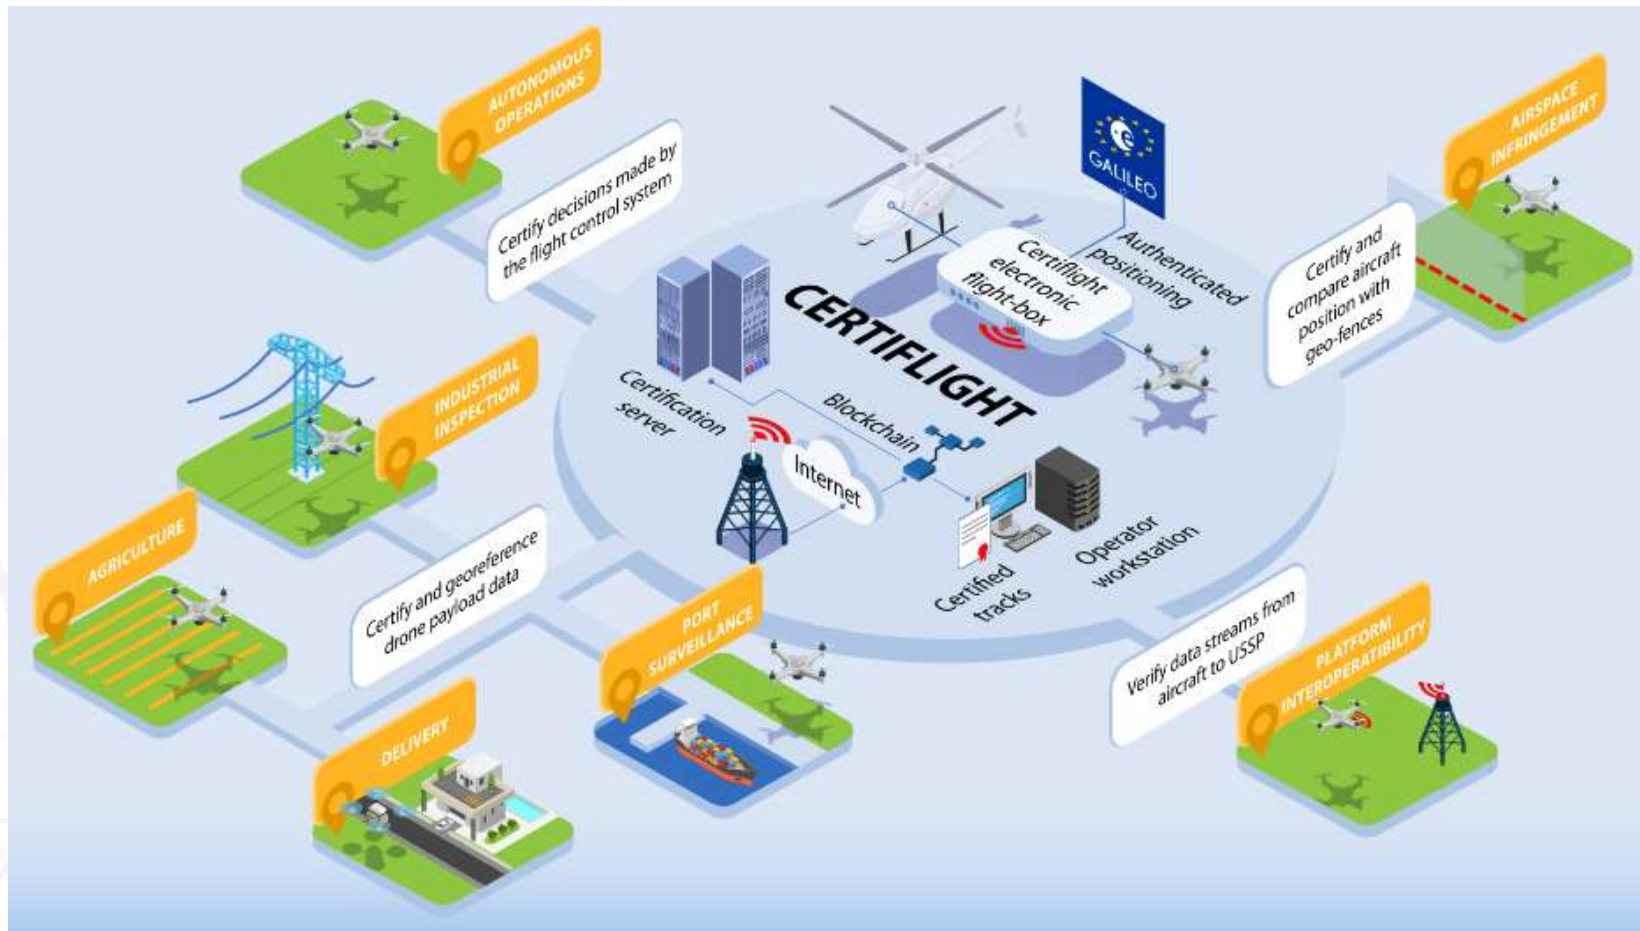 AUTONOMOUS
OPERATIONS
Certify decisions made by
the flight control system
GALILEO
Certiflight
electronic
flight-box
Authenticated
positioning
AIRSPACE
INFRINGEMENT
Certify and
compare aircraft
position with
geo-fences
CERTIFLIGHT
Certification
server
Blockchain
Internet
Operator
workstation
Certified
tracks
INDUSTRIAL
INSPECTION
AGRICULTURE
Certify and georeference
drone payload data
DELIVERY
PORT
SURVEILLANCE
Verify data streams from
aircraft to USSP
PLATFORM
INTEROPERATIBILITY